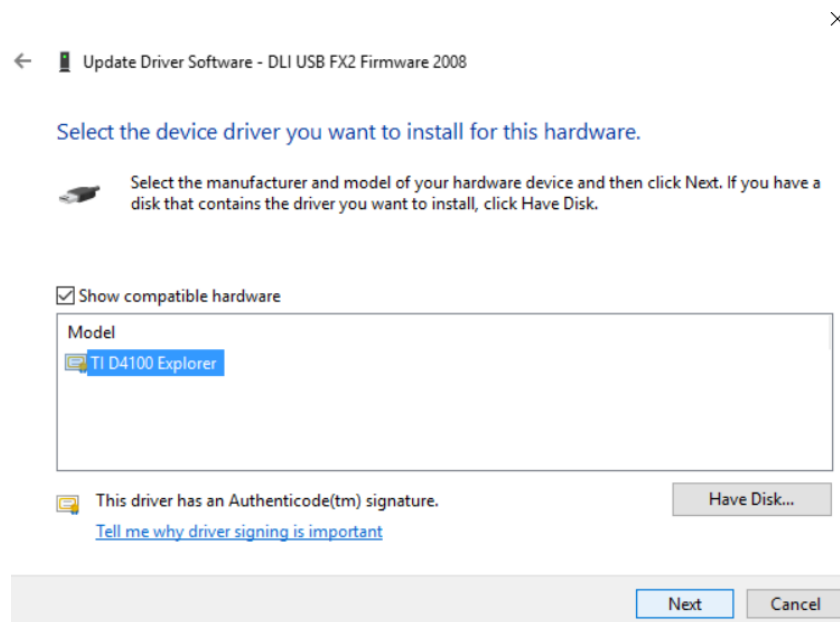 Update Driver Software - DLI USB FX2 Firmware 2008
Select the device driver you want to install for this hardware.
Select the manufacturer and model of your hardware device and then click Next. If you have a
disk that contains the driver you want to install, click Have Disk.
Show compatible hardware
Model
TI D4100 Explorer
This driver has an Authenticode(tm) signature.
Have Disk...
Tell me why driver signing is important
Next
Cancel